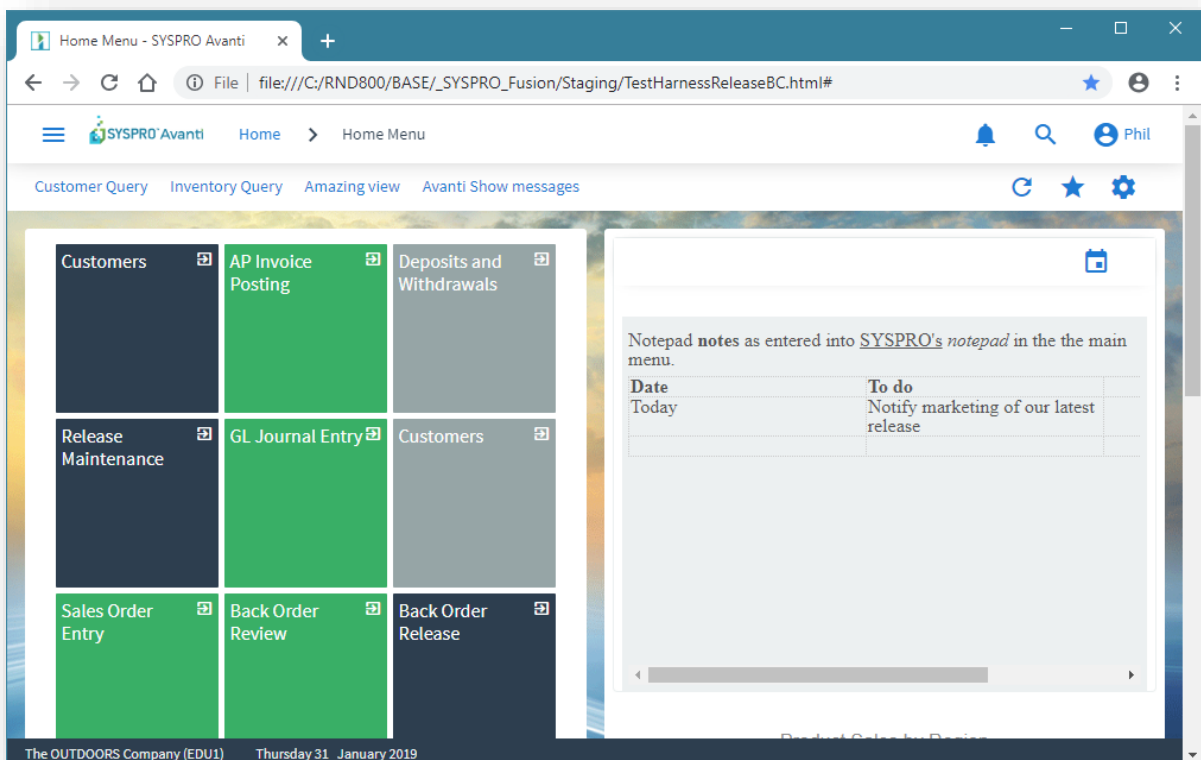 Home Menu - SYSPRO Avanti
File | file:///C:/RND800/BASE/_SYSPRO_Fusion/Staging/TestHarnessReleaseBC.html#
SYSPRO Avanti Home > Home Menu Phil
Customer Query Inventory Query Amazing view Avanti Show messages
Customers
AP Invoice
Posting
Deposits and
Withdrawals
Release
Maintenance
GL Journal Entry
Customers
Sales Order
Entry
Back Order
Review
Back Order
Release
Notepad notes as entered into SYSPRO's notepad in the the main
menu.
Date To do
Today Notify marketing of our latest
release
Product Sales by Region
The OUTDOORS Company (EDU1) Thursday 31 January 2019